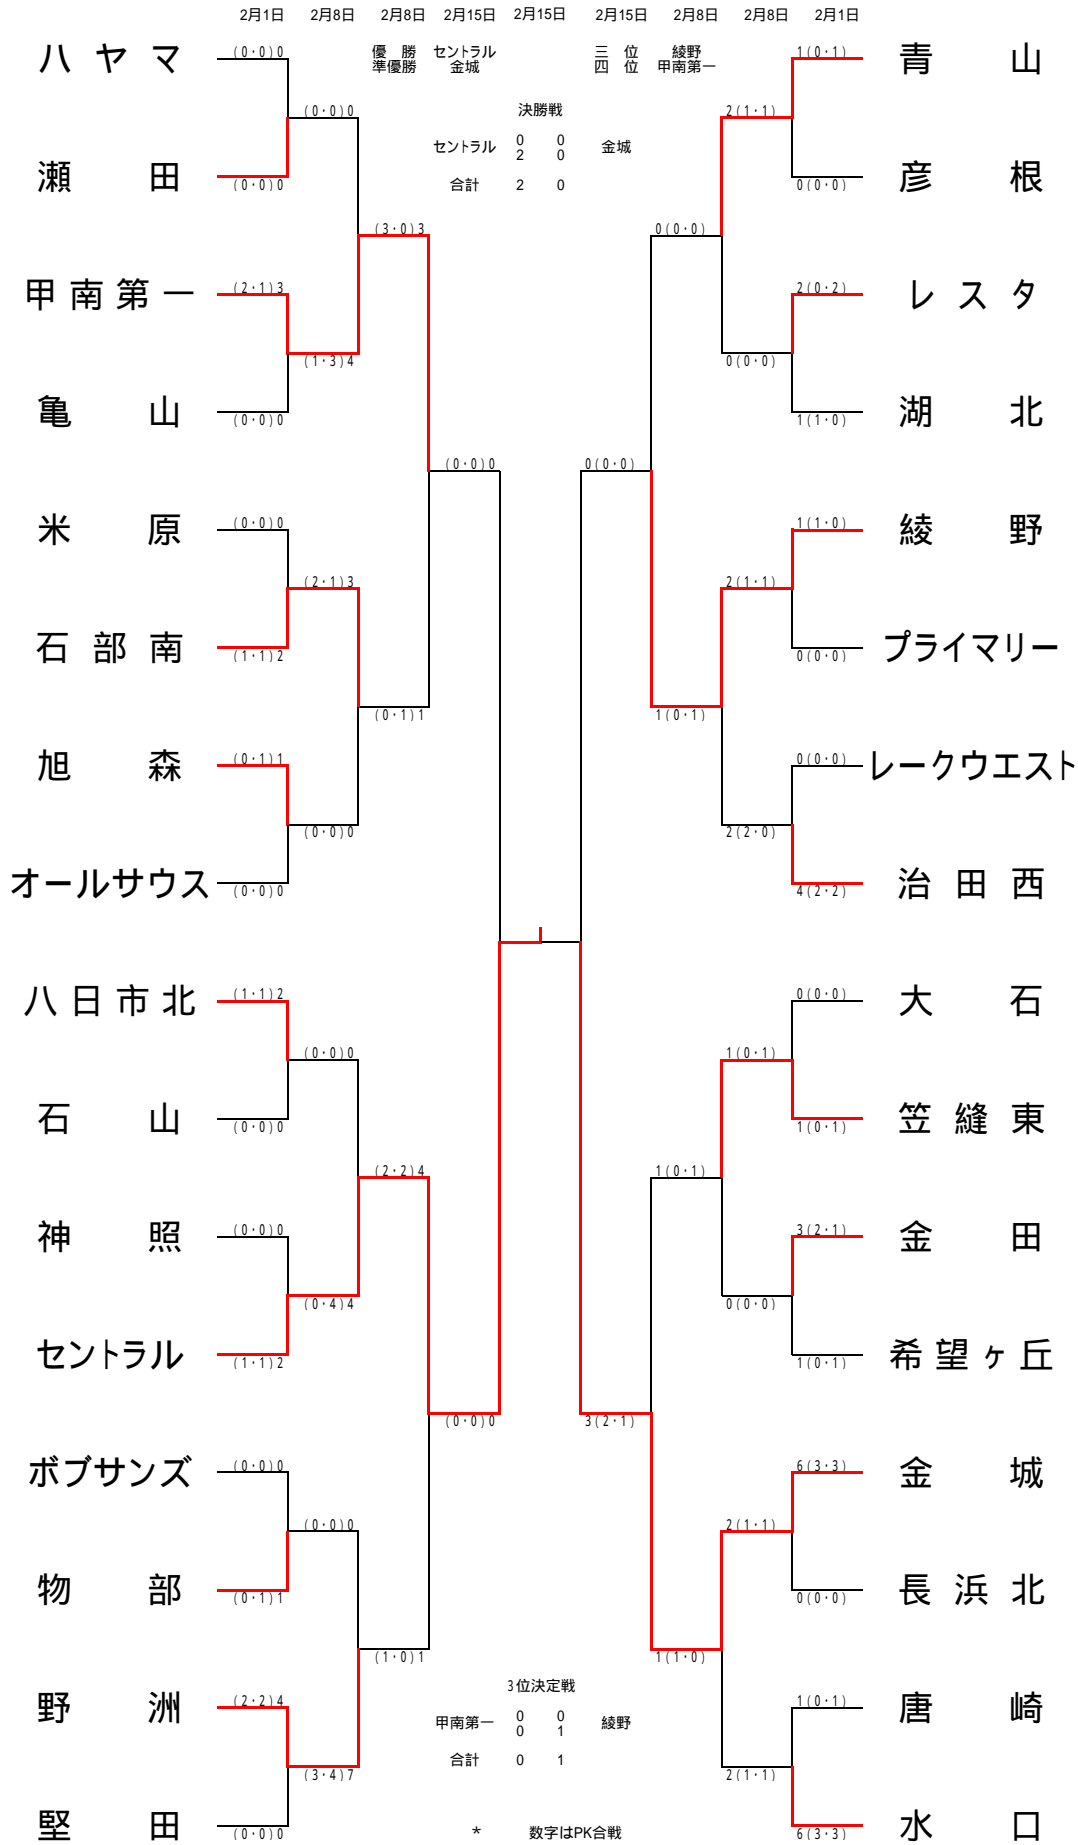 2月1日 2月8日 2月8日 2月15日 2月15日 2月15日 2月8日 2月8日 2月1日
優勝 セントラル 三位 綾野
準優勝 金城 四位 甲南第一
決勝戦
セントラル 0 0 金城
2 0
合計 2 0
ハヤマ (0・0)0
(0・0)0
瀬田 (0・0)0
(3・0)3
甲南第一 (2・1)3
(1・3)4
亀山 (0・0)0
(0・0)0
米原 (0・0)0
(2・1)3
石部南 (1・1)2
(0・1)1
旭森 (0・1)1
(0・0)0
オールサウス (0・0)0
八日市北 (1・1)2
(0・0)0
石山 (0・0)0
(2・2)4
神照 (0・0)0
(0・4)4
セントラル (1・1)2
(0・0)0
ボブサンズ (0・0)0
(0・0)0
物部 (0・1)1
(1・0)1
野洲 (2・2)4
(3・4)7
堅田 (0・0)0
1(0・1) 青山
2(1・1)
0(0・0) 彦根
0(0・0)
2(0・2) レスタ
0(0・0)
1(1・0) 湖北
0(0・0)
1(1・0) 綾野
2(1・1)
0(0・0) プライマリー
1(0・1)
0(0・0) レークウエスト
2(2・0)
4(2・2) 治田西
0(0・0) 大石
1(0・1)
1(0・1) 笠縫東
1(0・1)
3(2・1) 金田
0(0・0)
1(0・1) 希望ヶ丘
3(2・1)
6(3・3) 金城
2(1・1)
0(0・0) 長浜北
1(1・0)
1(0・1) 唐崎
2(1・1)
6(3・3) 水口
3位決定戦
甲南第一 0 0 綾野
0 1
合計 0 1
* 数字はPK合戦